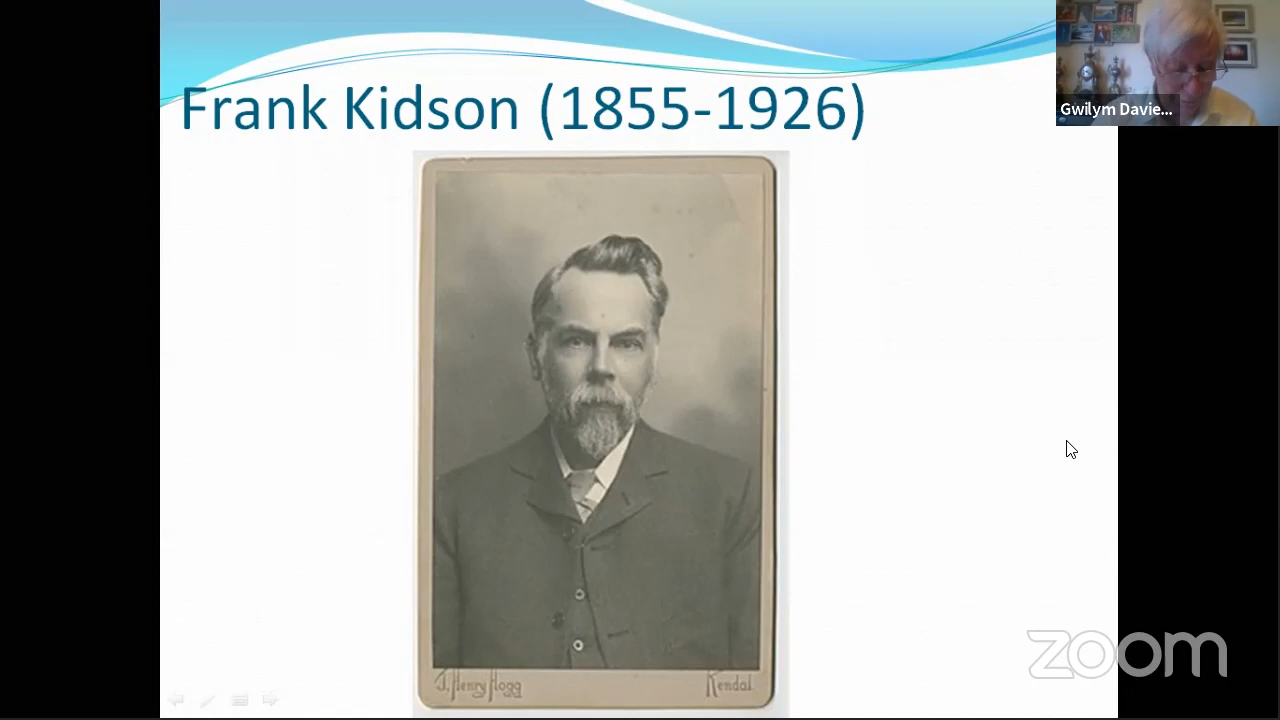 Frank Kidson (1855-1926)
Gwilym Davie...
J. Henry Hogg
Kendal
zoom